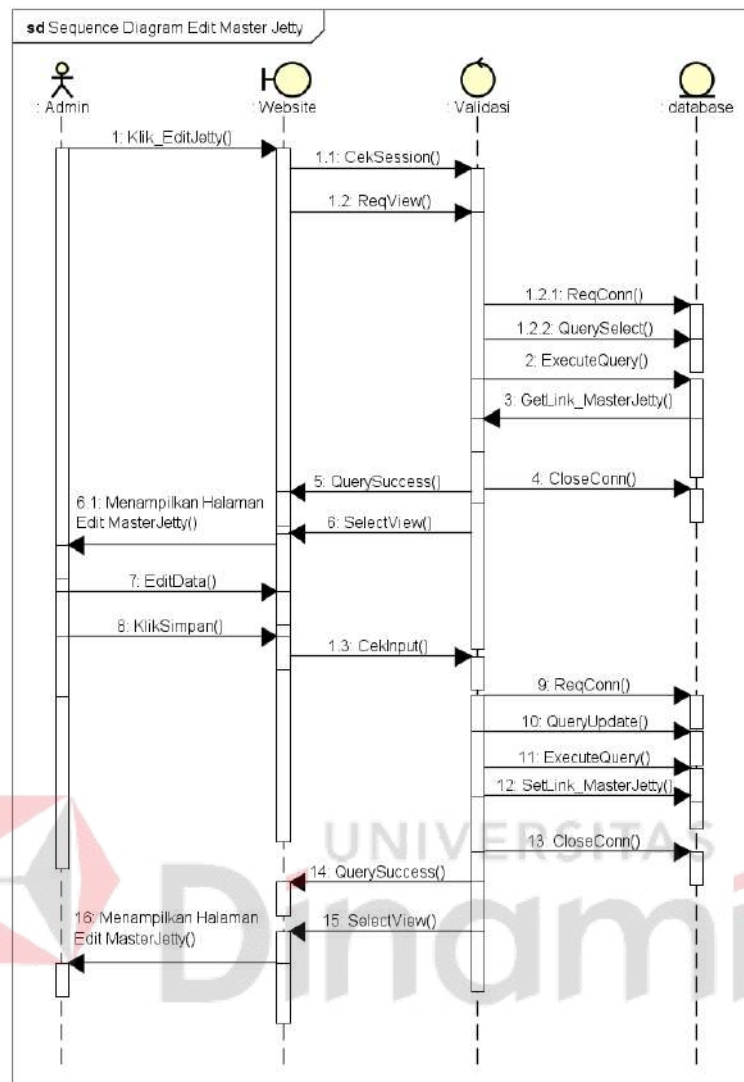 sd Sequence Diagram Edit Master Jetty
: Admin
: Website
: Validasi
: database
1: Klik_EditJetty()
1.1: CekSession()
1.2: ReqView()
1.2.1: ReqConn()
1.2.2: QuerySelect()
2: ExecuteQuery()
3: GetLink_MasterJetty()
5: QuerySuccess()
4: CloseConn()
6.1: Menampilkan Halaman
Edit MasterJetty()
6: SelectView()
7: EditData()
8: KlikSimpan()
1.3: CekInput()
9: ReqConn()
10: QueryUpdate()
11: ExecuteQuery()
12: SetLink_MasterJetty()
13: CloseConn()
14: QuerySuccess()
16: Menampilkan Halaman
Edit MasterJetty()
15: SelectView()
UNIVERSITAS
Dinami